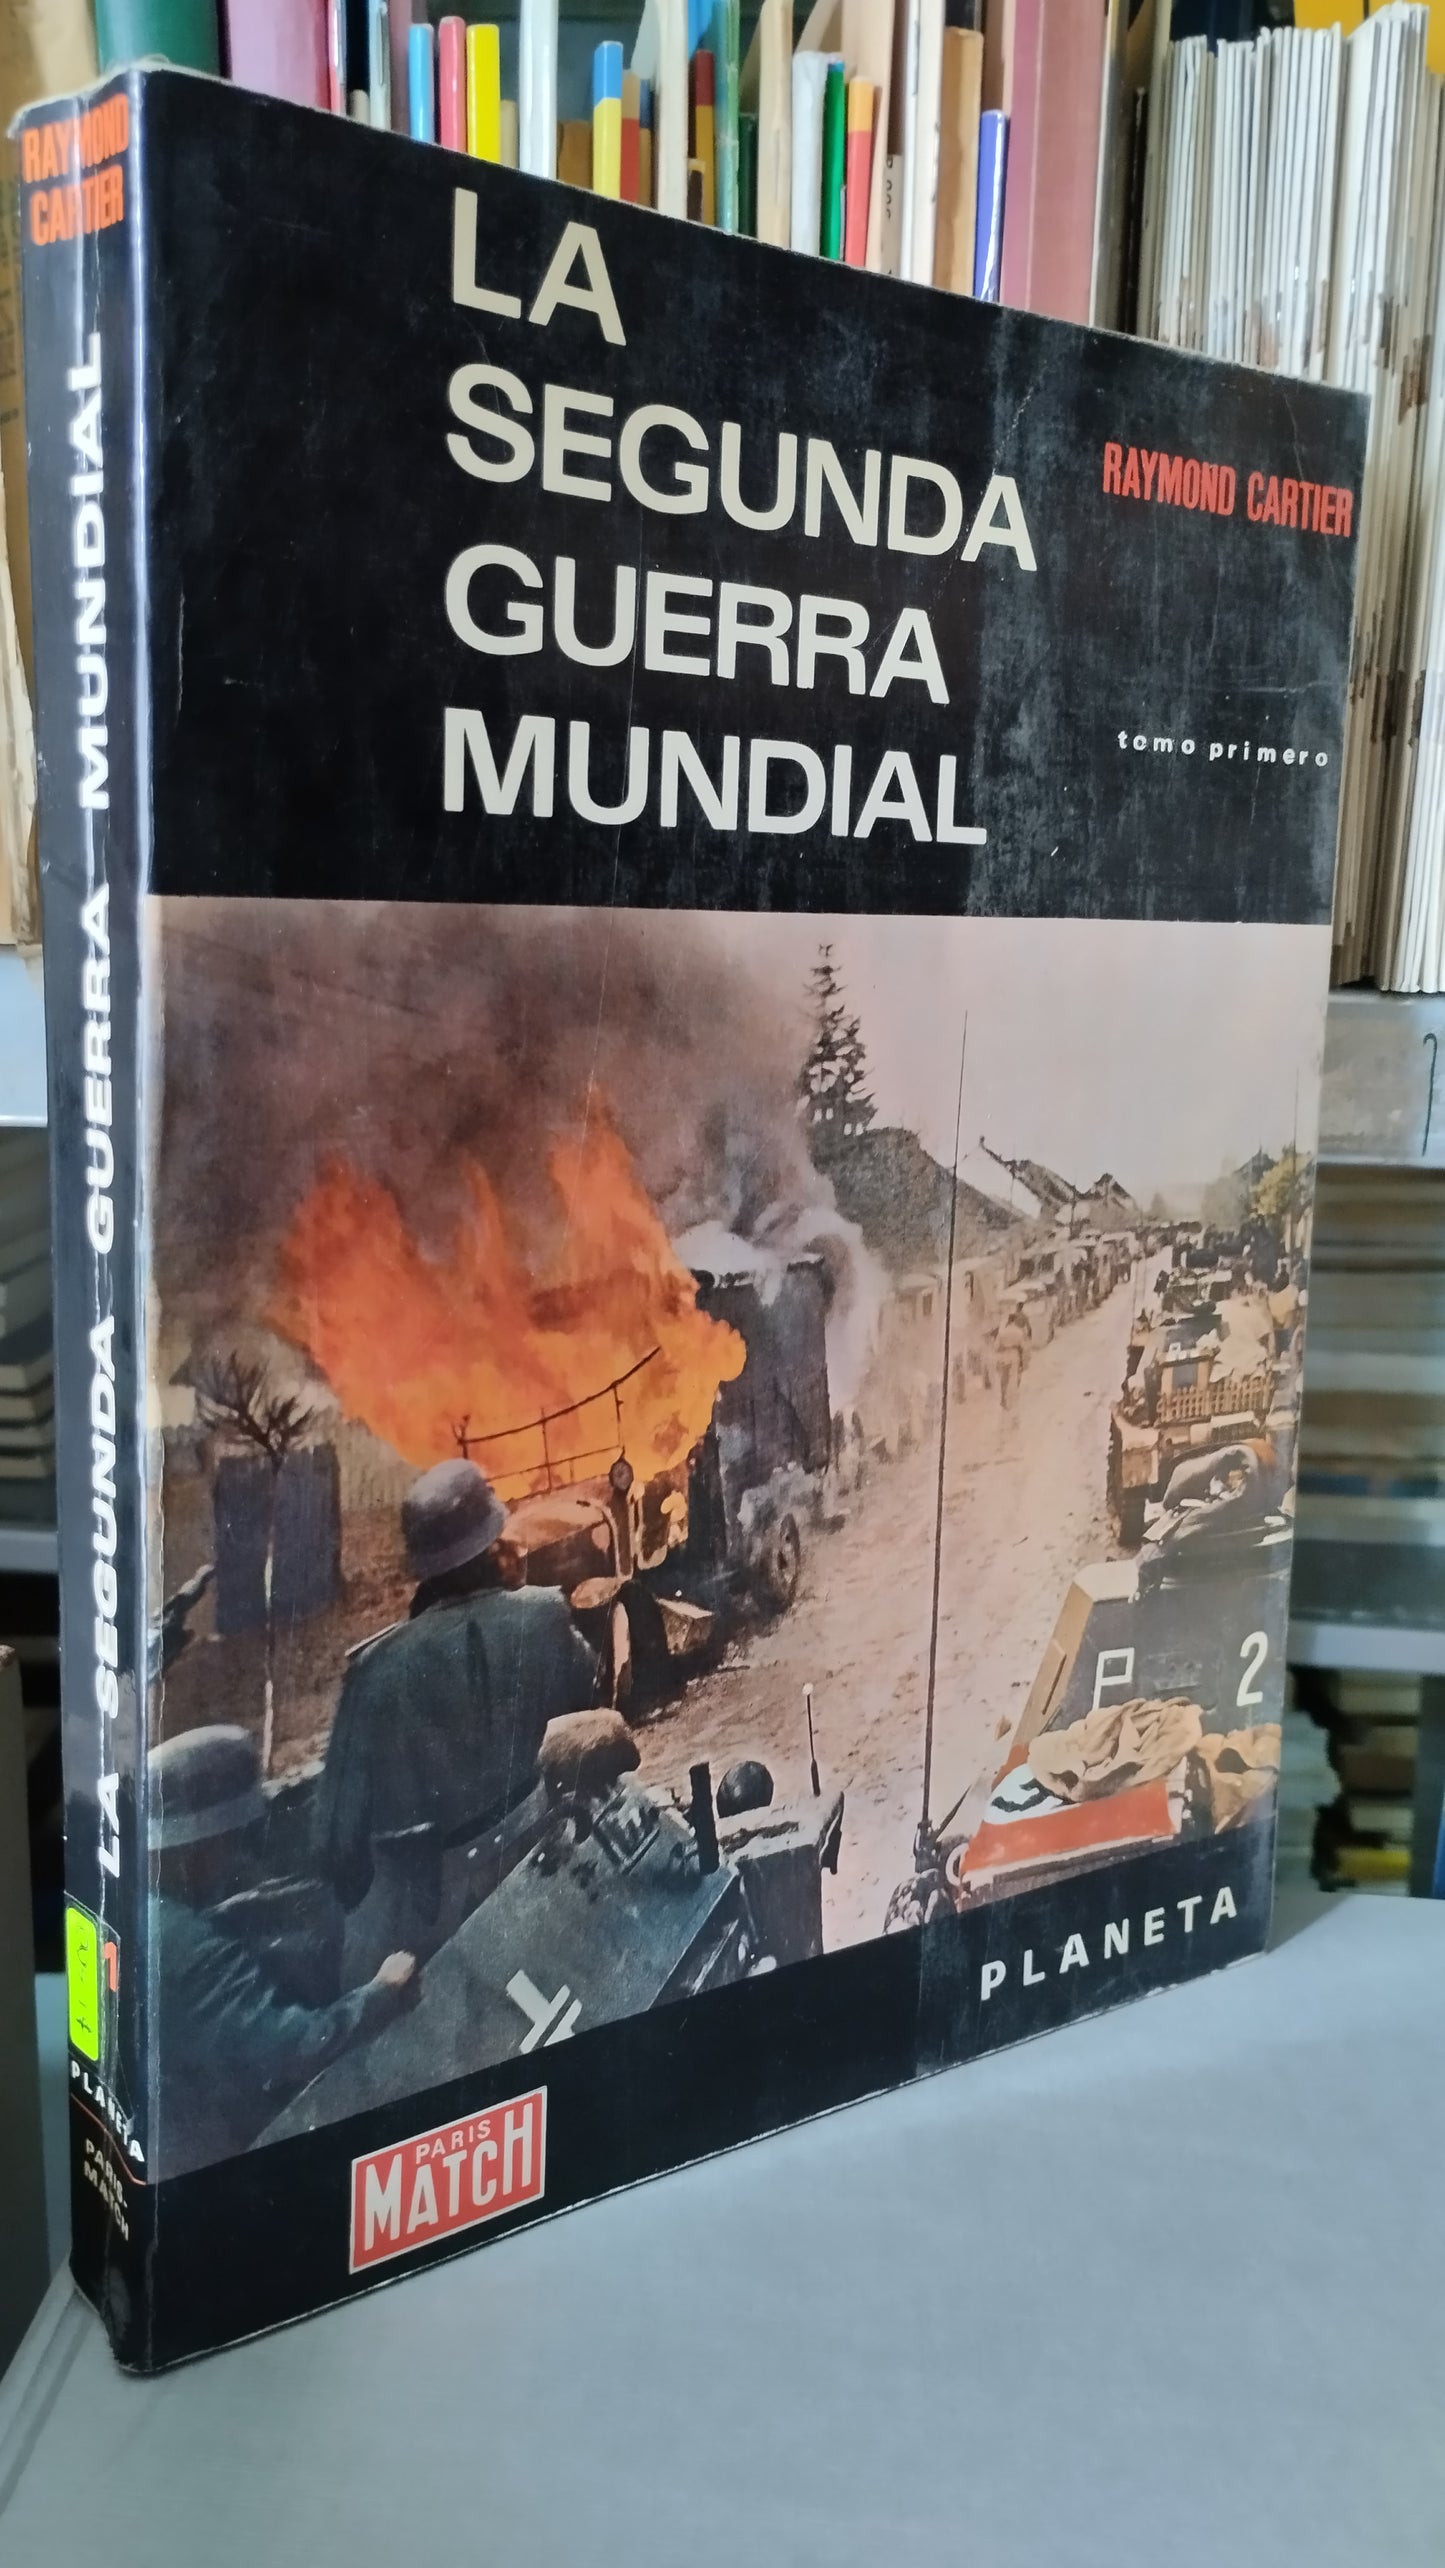 RAYMOND
CARTIER
LA SEGUNDA GUERRA MUNDIAL
1
PLANETA
PARIS-
MATCH
LA
SEGUNDA
GUERRA
MUNDIAL
RAYMOND CARTIER
tomo primero
P 2
PLANETA
PARIS
MATCH